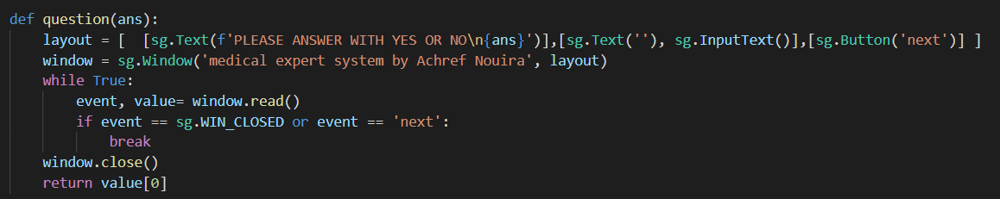 def question(ans):
    layout = [  [sg.Text(f'PLEASE ANSWER WITH YES OR NO\n{ans}')],[sg.Text(''), sg.InputText()],[sg.Button('next')] ]
    window = sg.Window('medical expert system by Achref Nouira', layout)
    while True:
        event, value= window.read()
        if event == sg.WIN_CLOSED or event == 'next':
            break
    window.close()
    return value[0]